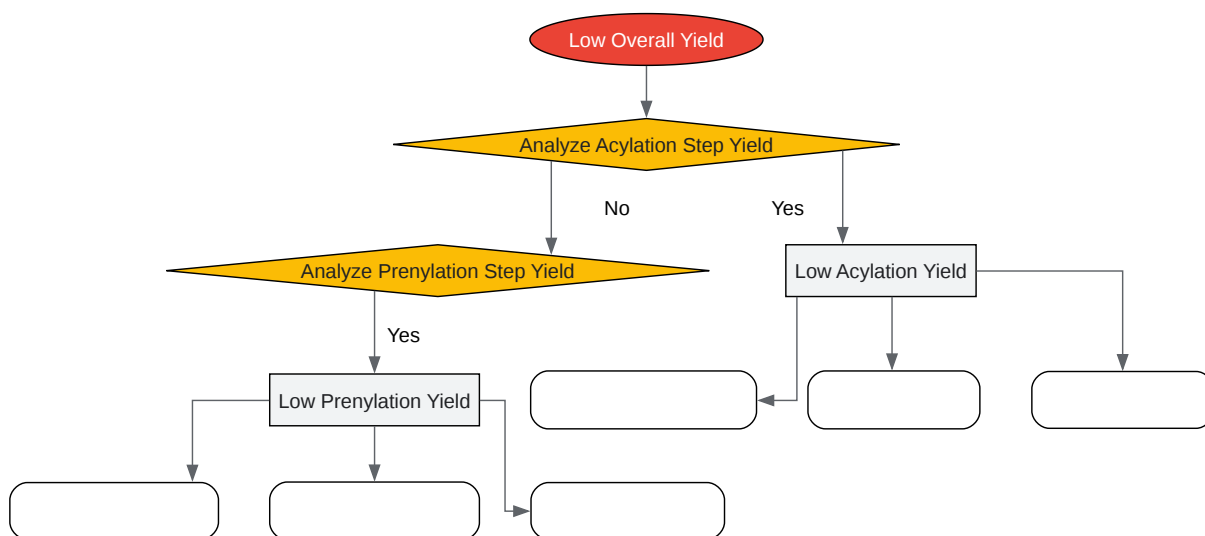 Low Overall Yield
Analyze Acylation Step Yield
No
Yes
Analyze Prenylation Step Yield
Low Acylation Yield
Yes
Low Prenylation Yield